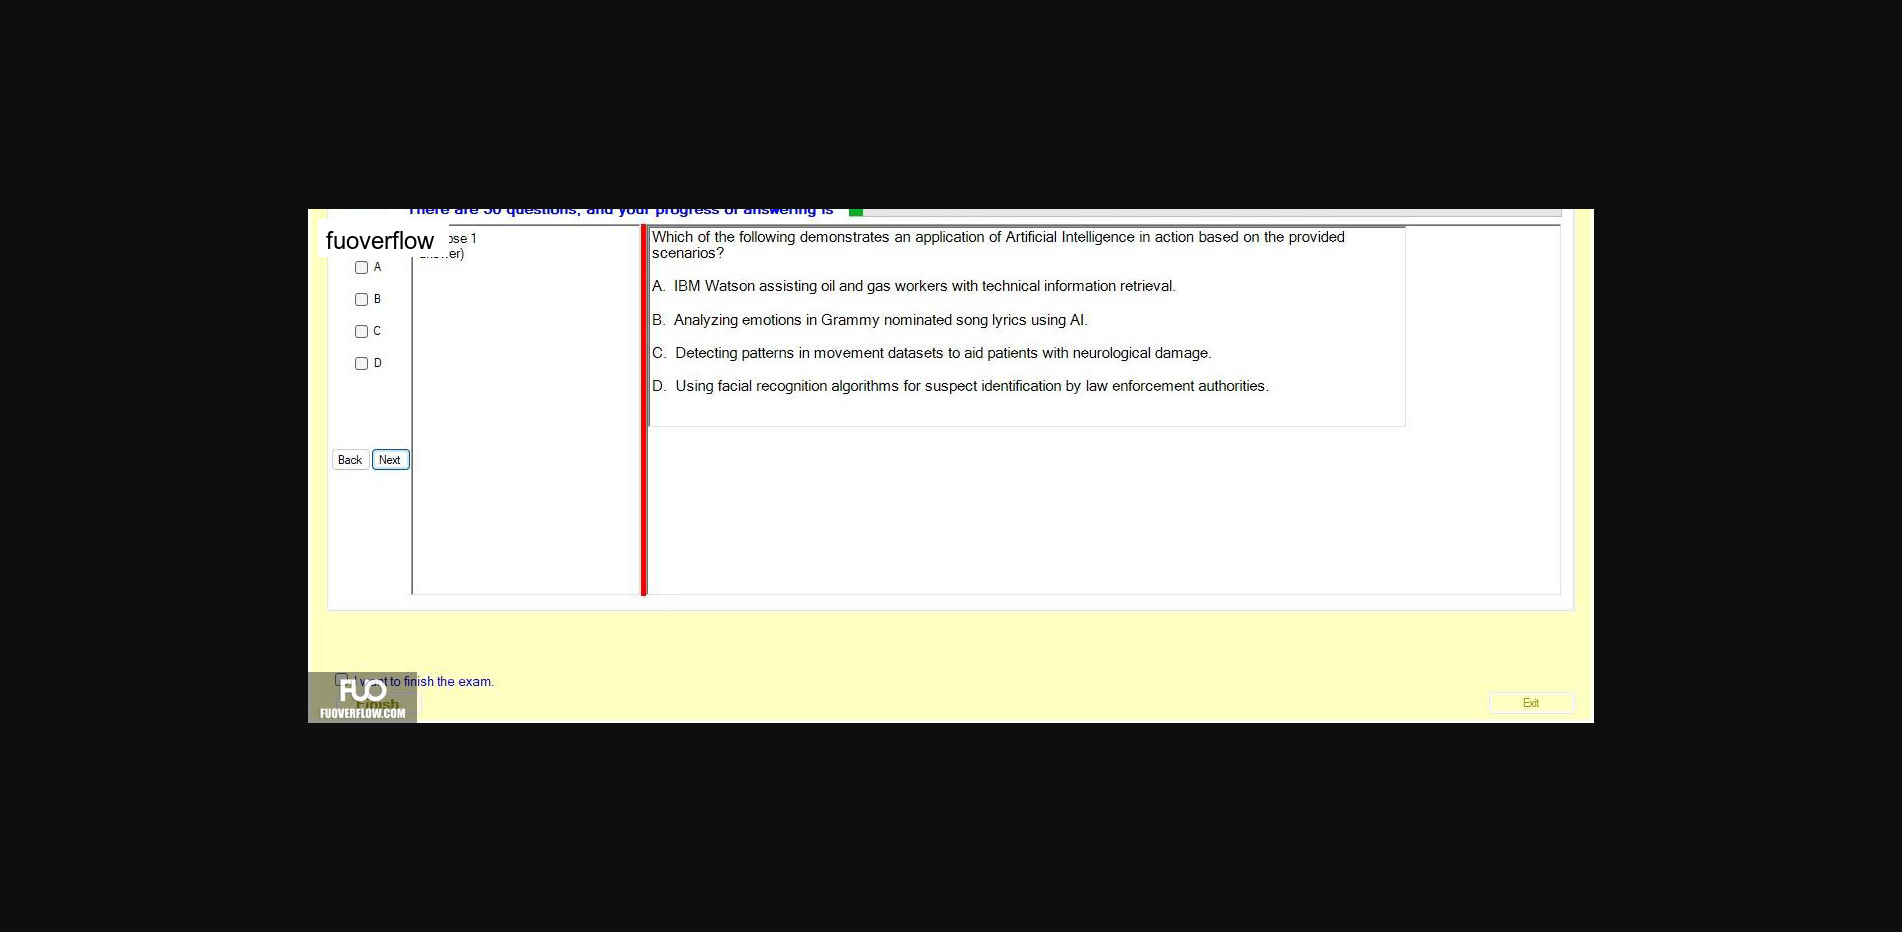 There are 50 questions, and your progress of answering is
fuoverflow
ose 1
er)
A
B
C
D
Back
Next
Which of the following demonstrates an application of Artificial Intelligence in action based on the provided
scenarios?
A. IBM Watson assisting oil and gas workers with technical information retrieval.
B. Analyzing emotions in Grammy nominated song lyrics using AI.
C. Detecting patterns in movement datasets to aid patients with neurological damage.
D. Using facial recognition algorithms for suspect identification by law enforcement authorities.
I want to finish the exam.
FUO
Finish
FUOVERFLOW.COM
Exit